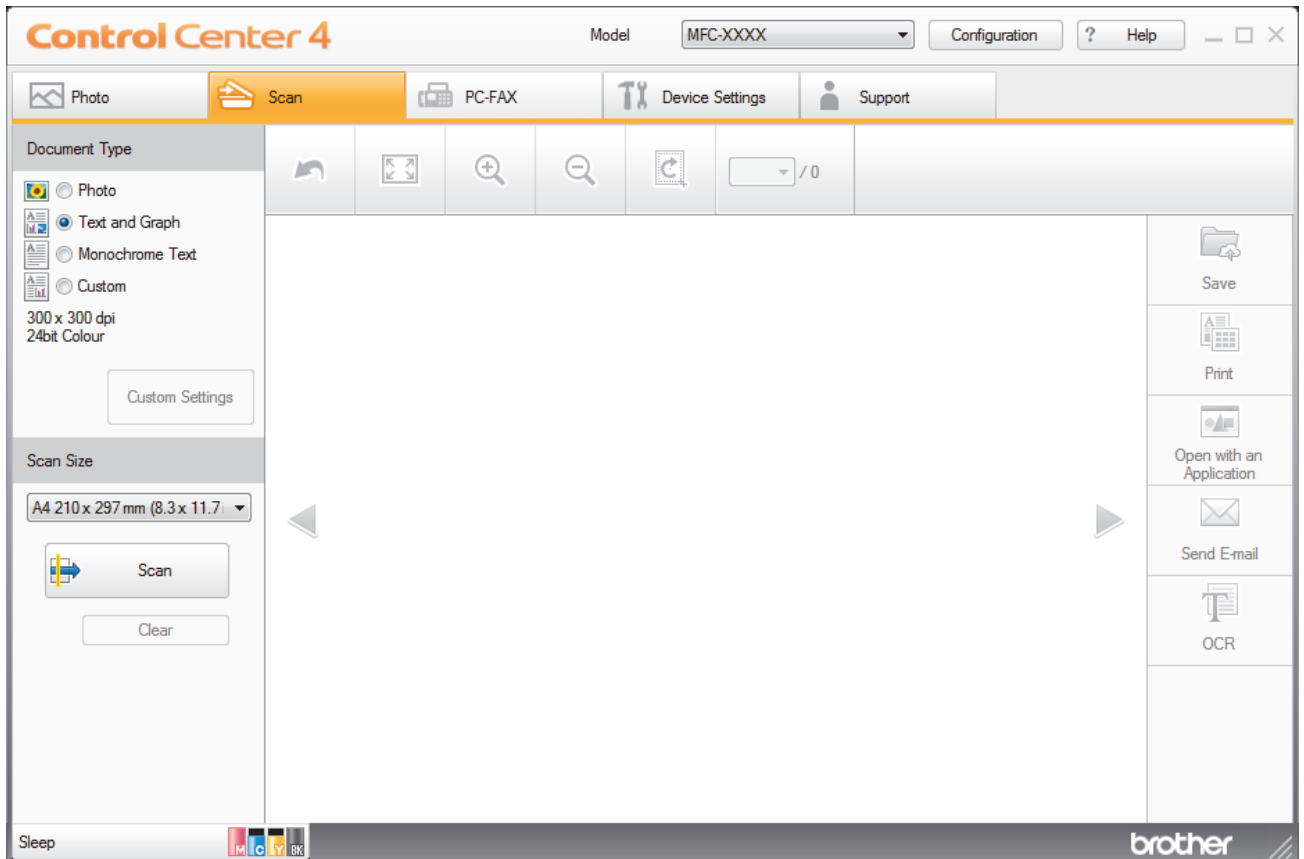 Control Center 4
Model
MFC-XXXX
Configuration
? Help
Photo
Scan
PC-FAX
Device Settings
Support
Document Type
Photo
Text and Graph
Monochrome Text
Custom
300 x 300 dpi
24bit Colour
Custom Settings
Scan Size
A4 210 x 297 mm (8.3 x 11.7
Scan
Clear
/ 0
Save
Print
Open with an
Application
Send E-mail
OCR
Sleep
M C Y BK
brother